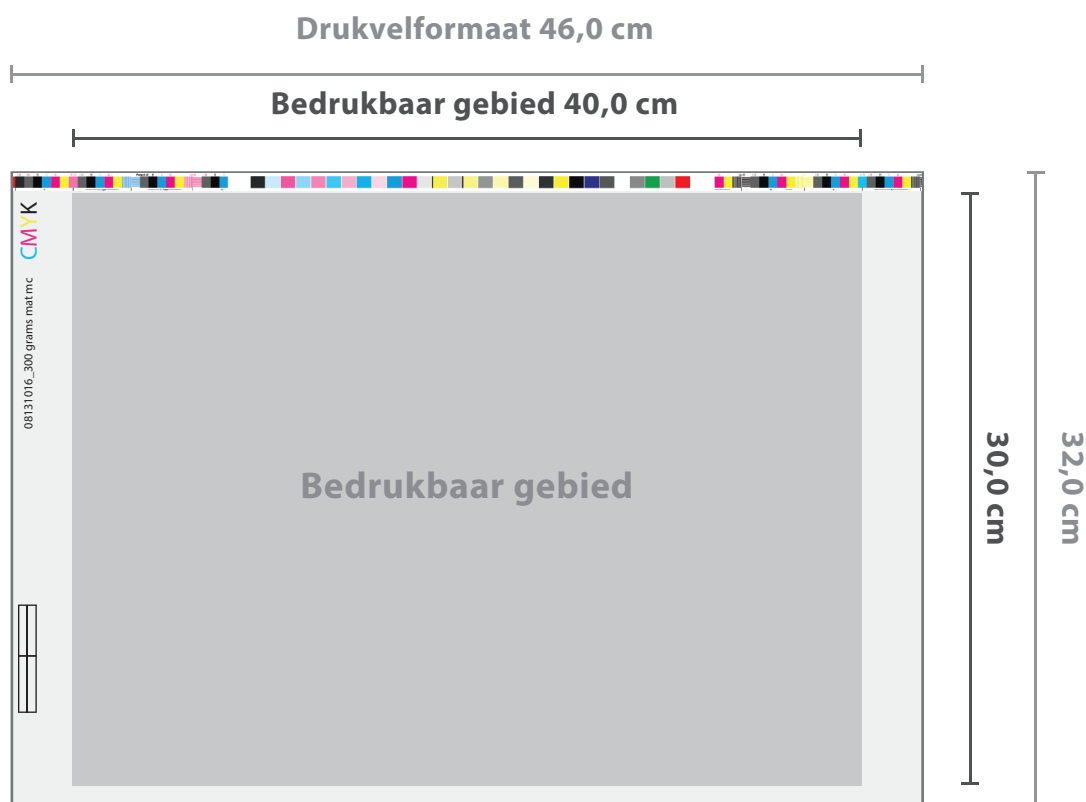 Drukvelformaat 46,0 cm
Bedrukbaar gebied 40,0 cm
CMYK
08131016_300 grams mat mc
Bedrukbaar gebied
30,0 cm
32,0 cm